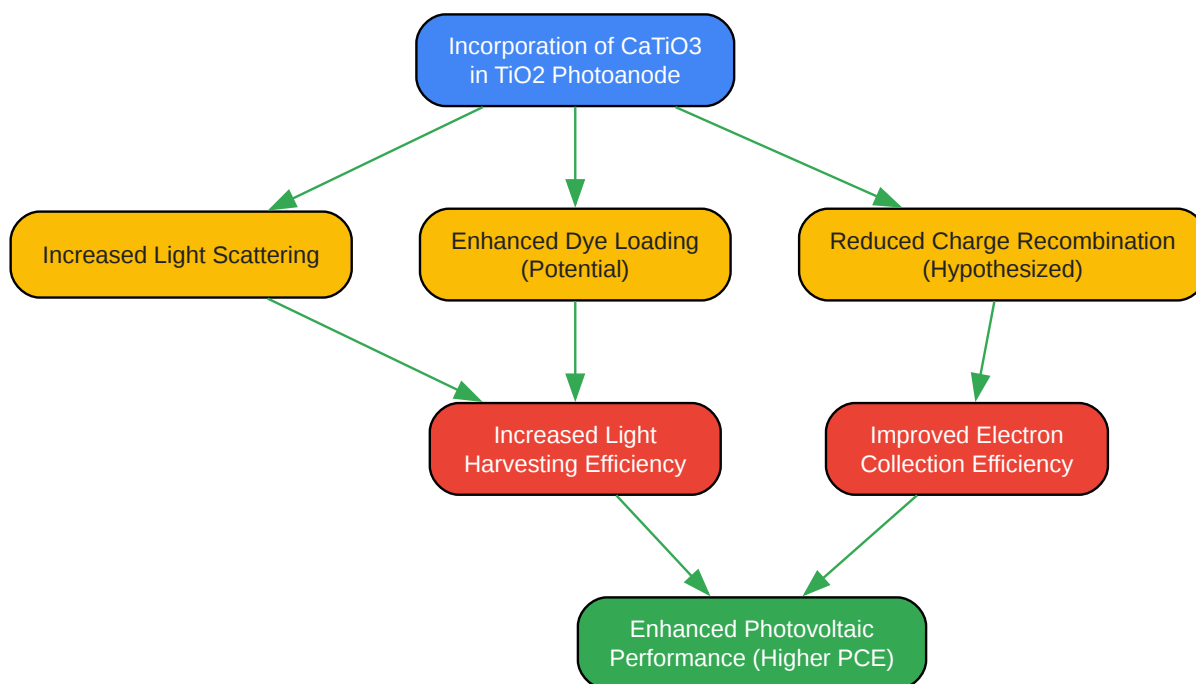 Incorporation of CaTiO3
in TiO2 Photoanode
Increased Light Scattering
Enhanced Dye Loading
(Potential)
Reduced Charge Recombination
(Hypothesized)
Increased Light
Harvesting Efficiency
Improved Electron
Collection Efficiency
Enhanced Photovoltaic
Performance (Higher PCE)